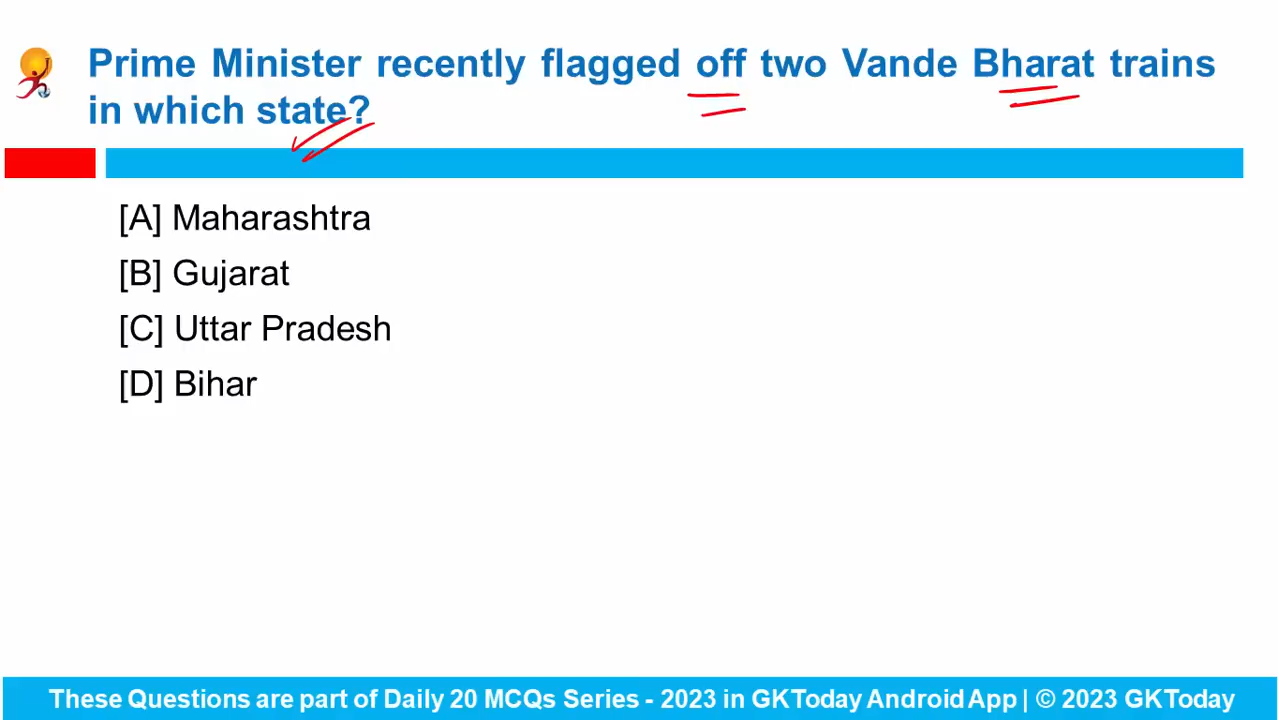 Prime Minister recently flagged off two Vande Bharat trains
in which state?
[A] Maharashtra
[B] Gujarat
[C] Uttar Pradesh
[D] Bihar
These Questions are part of Daily 20 MCQs Series - 2023 in GKToday Android App | © 2023 GKToday